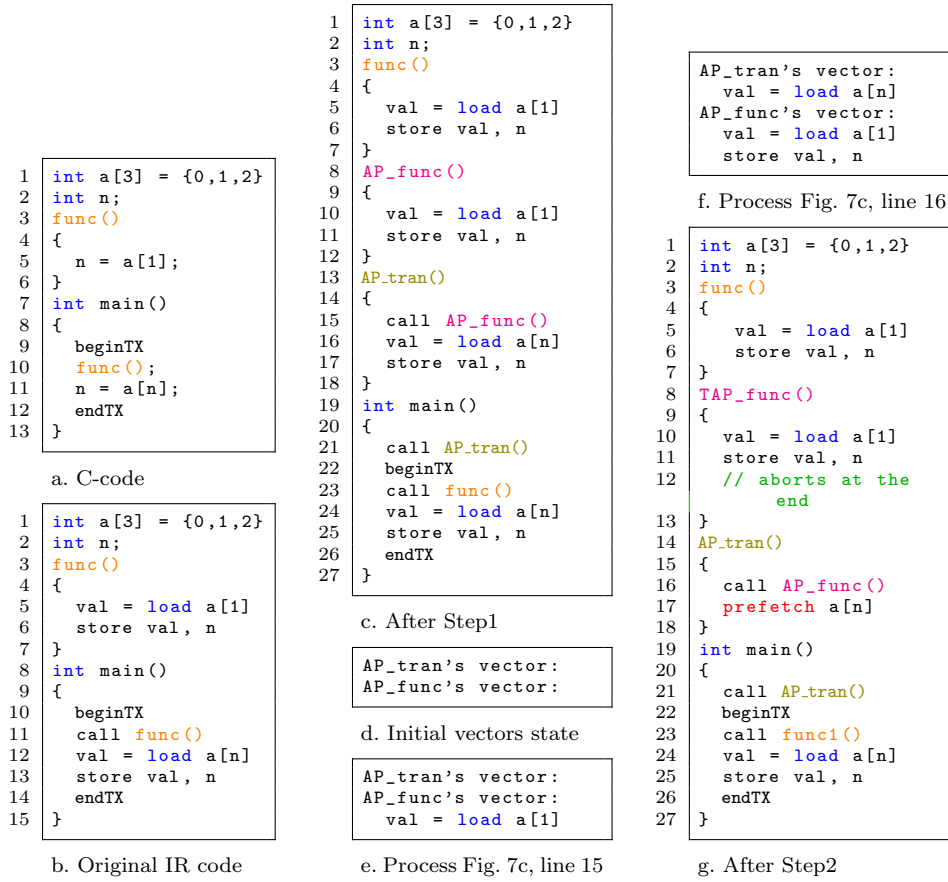 1 int a[3] = {0,1,2}
2 int n;
3 func()
4 {
5 n = a[1];
6 }
7 int main()
8 {
9 beginTX
10 func();
11 n = a[n];
12 endTX
13 }
a. C-code
1 int a[3] = {0,1,2}
2 int n;
3 func()
4 {
5 val = load a[1]
6 store val, n
7 }
8 int main()
9 {
10 beginTX
11 call func()
12 val = load a[n]
13 store val, n
14 endTX
15 }
b. Original IR code
1 int a[3] = {0,1,2}
2 int n;
3 func()
4 {
5 val = load a[1]
6 store val, n
7 }
8 AP_func()
9 {
10 val = load a[1]
11 store val, n
12 }
13 AP_tran()
14 {
15 call AP_func()
16 val = load a[n]
17 store val, n
18 }
19 int main()
20 {
21 call AP_tran()
22 beginTX
23 call func()
24 val = load a[n]
25 store val, n
26 endTX
27 }
c. After Step1
AP_tran's vector:
AP_func's vector:
d. Initial vectors state
AP_tran's vector:
AP_func's vector:
val = load a[1]
e. Process Fig. 7c, line 15
AP_tran's vector:
val = load a[n]
AP_func's vector:
val = load a[1]
store val, n
f. Process Fig. 7c, line 16
1 int a[3] = {0,1,2}
2 int n;
3 func()
4 {
5 val = load a[1]
6 store val, n
7 }
8 TAP_func()
9 {
10 val = load a[1]
11 store val, n
12 // aborts at the
end
13 }
14 AP_tran()
15 {
16 call AP_func()
17 prefetch a[n]
18 }
19 int main()
20 {
21 call AP_tran()
22 beginTX
23 call func1()
24 val = load a[n]
25 store val, n
26 endTX
27 }
g. After Step2